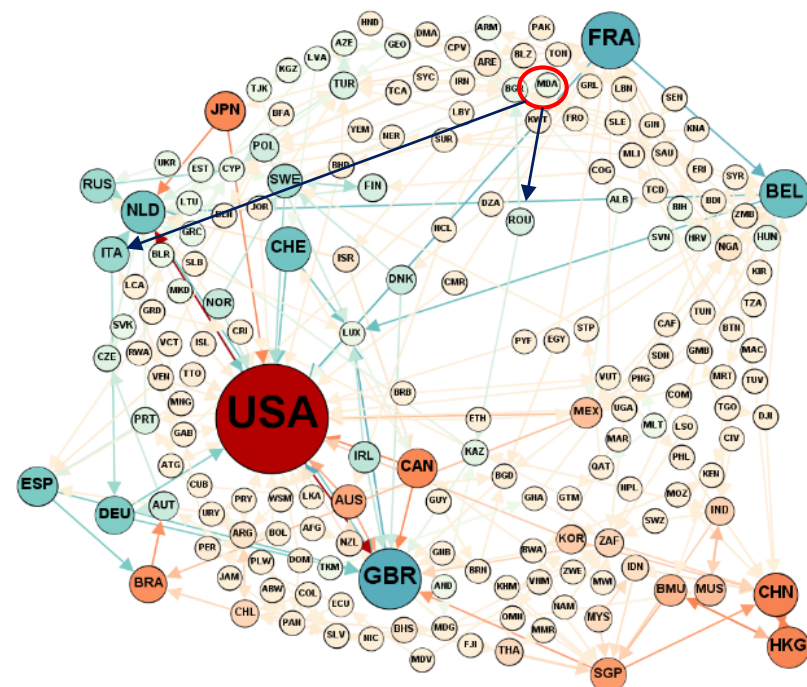 HND
PAK
DMA
ARM
FRA
AZE
GEO
CPV
BLZ
TON
LVA
ARE
KGZ
TUR
SYC
IRN
BGR
MDA
GRL
LBN
TJK
TCA
SEN
JPN
BFA
LBY
KWT
FRO
SLE
GIN
KNA
YEM
NER
SUR
POL
MLI
SAU
UKR
EST
CYP
BHR
COG
ERI
SYR
RUS
SWE
FIN
TCD
BEL
LTU
DZA
ALB
BIH
BDI
NLD
JOR
BEN
ROU
ZMB
GRC
NCL
SVN
HRV
HUN
ITA
BLR
SLB
CHE
ISR
NGA
DNK
CMR
KIR
LCA
MKD
NOR
TZA
GRD
SVK
CRI
LUX
STP
TUN
CAF
BTN
VCT
ISL
PYF
EGY
RWA
CZE
SDN
GMB
MAC
TTO
VEN
VUT
PNG
MRT
TUV
MNG
BRB
COM
PRT
USA
MEX
UGA
TGO
DJI
GAB
ETH
MLT
LSO
MAR
CIV
ATG
IRL
KAZ
PHL
CAN
BGD
QAT
KEN
ESP
CUB
PRY
WSM
LKA
NPL
MOZ
DEU
AUT
URY
AUS
GUY
GHA
GTM
IND
SWZ
PER
ARG
BOL
AFG
NZL
KOR
ZAF
BWA
GNB
PLW
DOM
TKM
GBR
BRN
ZWE
IDN
JAM
BRA
ABW
COL
AND
KHM
VNM
MWI
BMU
MUS
CHN
ECU
NAM
CHL
OMN
MYS
PAN
SLV
NIC
BHS
MDG
MMR
FJI
THA
HKG
MDV
SGP